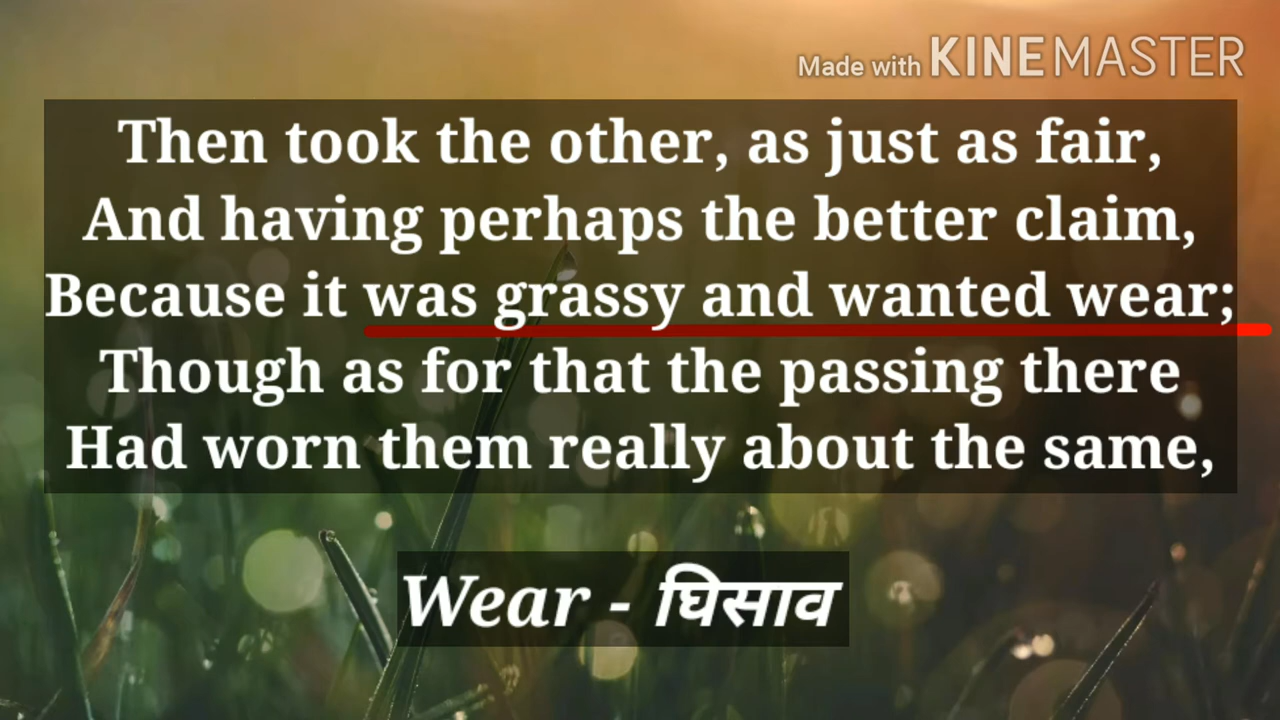 Made with KINEMASTER
Then took the other, as just as fair,
And having perhaps the better claim,
Because it was grassy and wanted wear;
Though as for that the passing there
Had worn them really about the same,
Wear - घिसाव